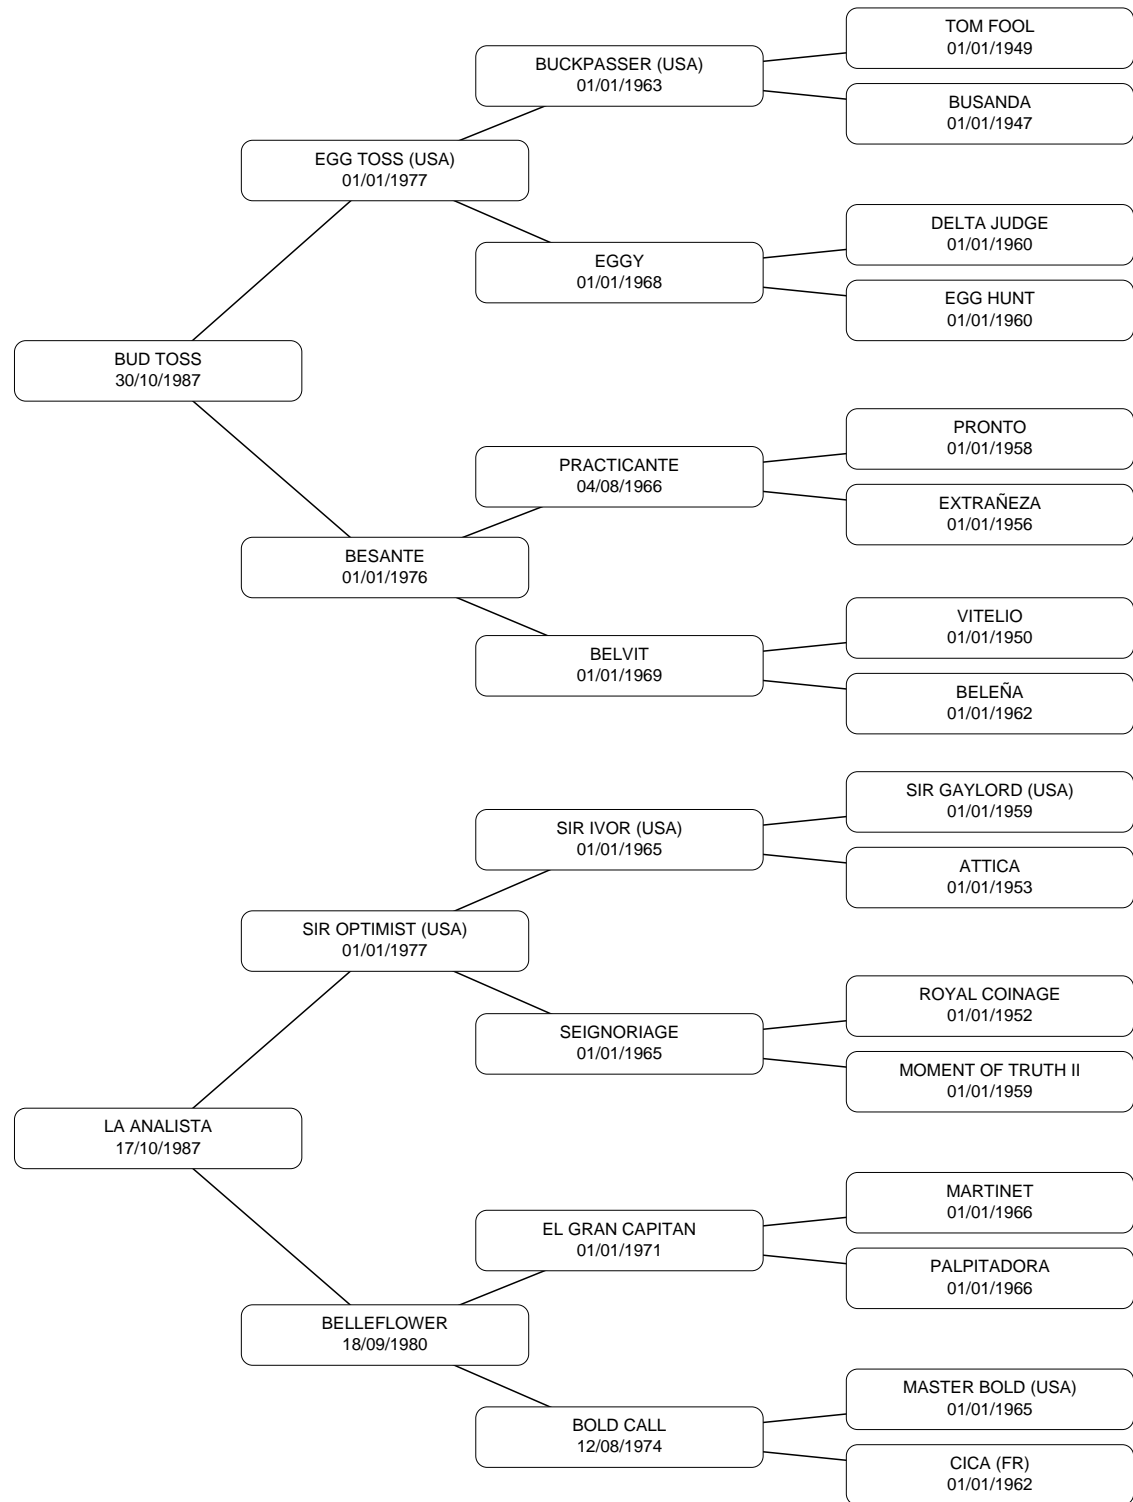 TOM FOOL
01/01/1949
BUCKPASSER (USA)
01/01/1963
BUSANDA
01/01/1947
EGG TOSS (USA)
01/01/1977
DELTA JUDGE
01/01/1960
EGGY
01/01/1968
EGG HUNT
01/01/1960
BUD TOSS
30/10/1987
PRONTO
01/01/1958
PRACTICANTE
04/08/1966
EXTRAÑEZA
01/01/1956
BESANTE
01/01/1976
VITELIO
01/01/1950
BELVIT
01/01/1969
BELEÑA
01/01/1962
SIR GAYLORD (USA)
01/01/1959
SIR IVOR (USA)
01/01/1965
ATTICA
01/01/1953
SIR OPTIMIST (USA)
01/01/1977
ROYAL COINAGE
01/01/1952
SEIGNORIAGE
01/01/1965
MOMENT OF TRUTH II
01/01/1959
LA ANALISTA
17/10/1987
MARTINET
01/01/1966
EL GRAN CAPITAN
01/01/1971
PALPITADORA
01/01/1966
BELLEFLOWER
18/09/1980
MASTER BOLD (USA)
01/01/1965
BOLD CALL
12/08/1974
CICA (FR)
01/01/1962